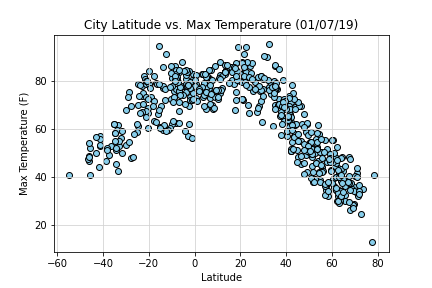 City Latitude vs. Max Temperature (01/07/19)
80
60
40
20
Max Temperature (F)
−60 −40 −20 0 20 40 60 80
Latitude